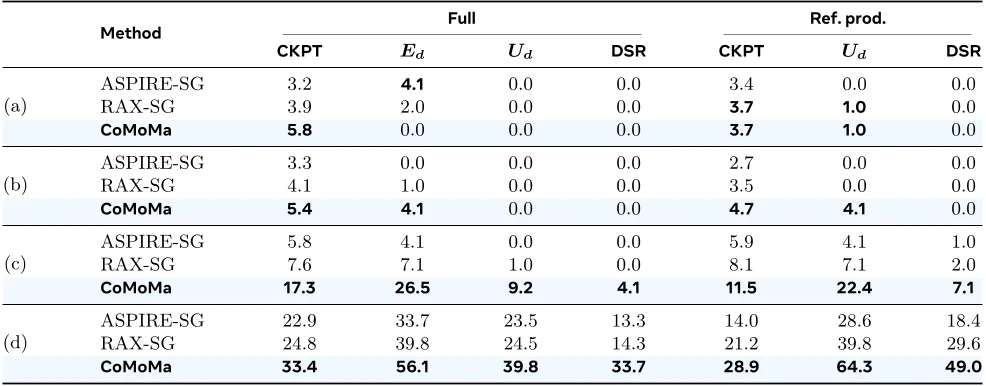 Method Full Ref. prod.
CKPT E_d U_d DSR CKPT U_d DSR
ASPIRE-SG 3.2 4.1 0.0 0.0 3.4 0.0 0.0
(a) RAX-SG 3.9 2.0 0.0 0.0 3.7 1.0 0.0
CoMoMa 5.8 0.0 0.0 0.0 3.7 1.0 0.0
ASPIRE-SG 3.3 0.0 0.0 0.0 2.7 0.0 0.0
(b) RAX-SG 4.1 1.0 0.0 0.0 3.5 0.0 0.0
CoMoMa 5.4 4.1 0.0 0.0 4.7 4.1 0.0
ASPIRE-SG 5.8 4.1 0.0 0.0 5.9 4.1 1.0
(c) RAX-SG 7.6 7.1 1.0 0.0 8.1 7.1 2.0
CoMoMa 17.3 26.5 9.2 4.1 11.5 22.4 7.1
ASPIRE-SG 22.9 33.7 23.5 13.3 14.0 28.6 18.4
(d) RAX-SG 24.8 39.8 24.5 14.3 21.2 39.8 29.6
CoMoMa 33.4 56.1 39.8 33.7 28.9 64.3 49.0